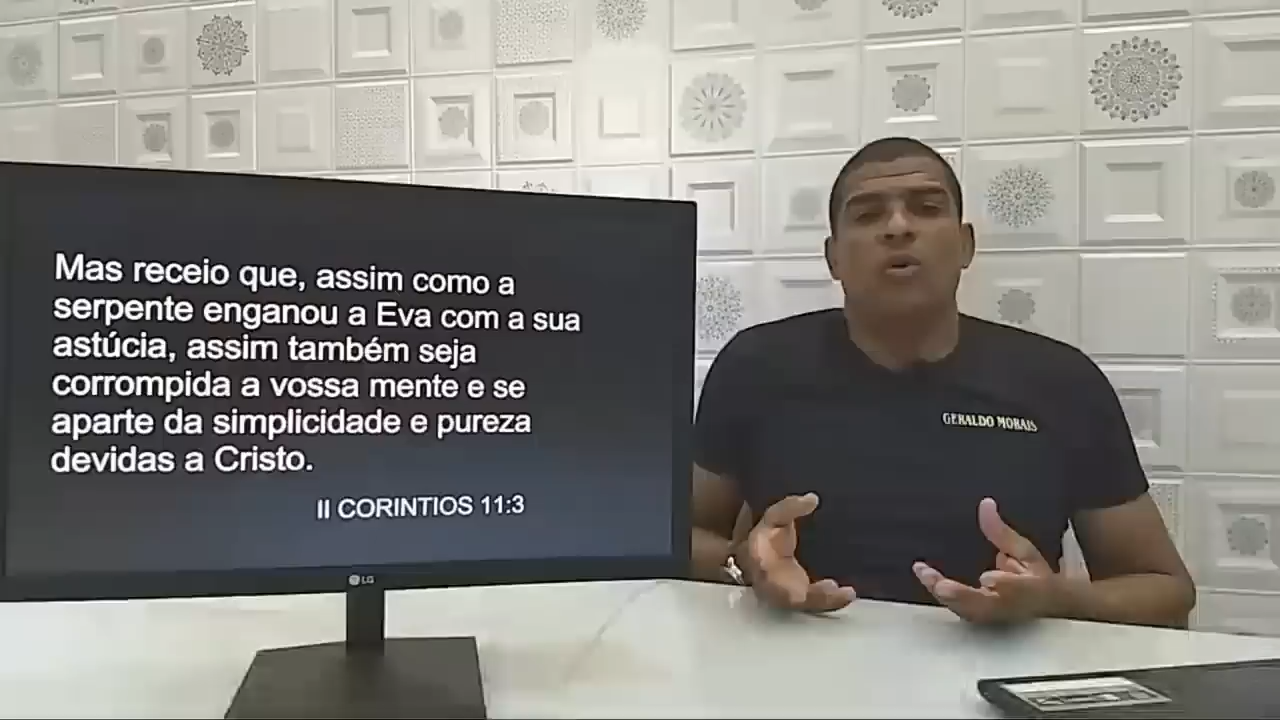 Mas receio que, assim como a
serpente enganou a Eva com a sua
astúcia, assim também seja
corrompida a vossa mente e se
aparte da simplicidade e pureza
devidas a Cristo.
II CORINTIOS 11:3
LG
GERALDO MORAIS